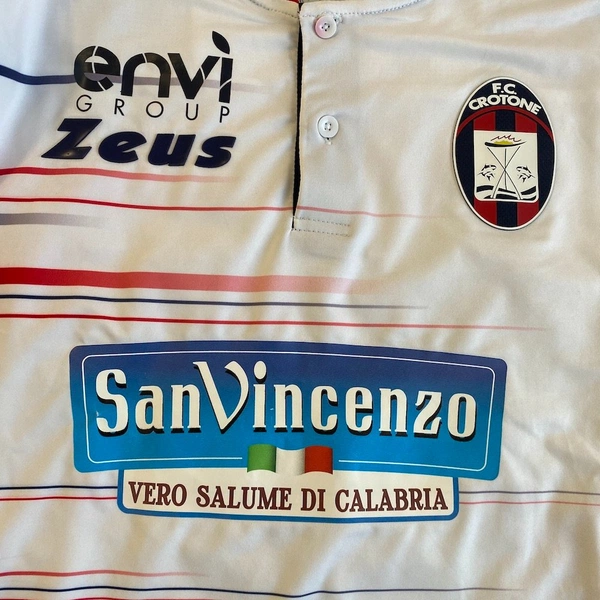 envì
GROUP
Zeus
F.C.
CROTONE
SanVincenzo
VERO SALUME DI CALABRIA